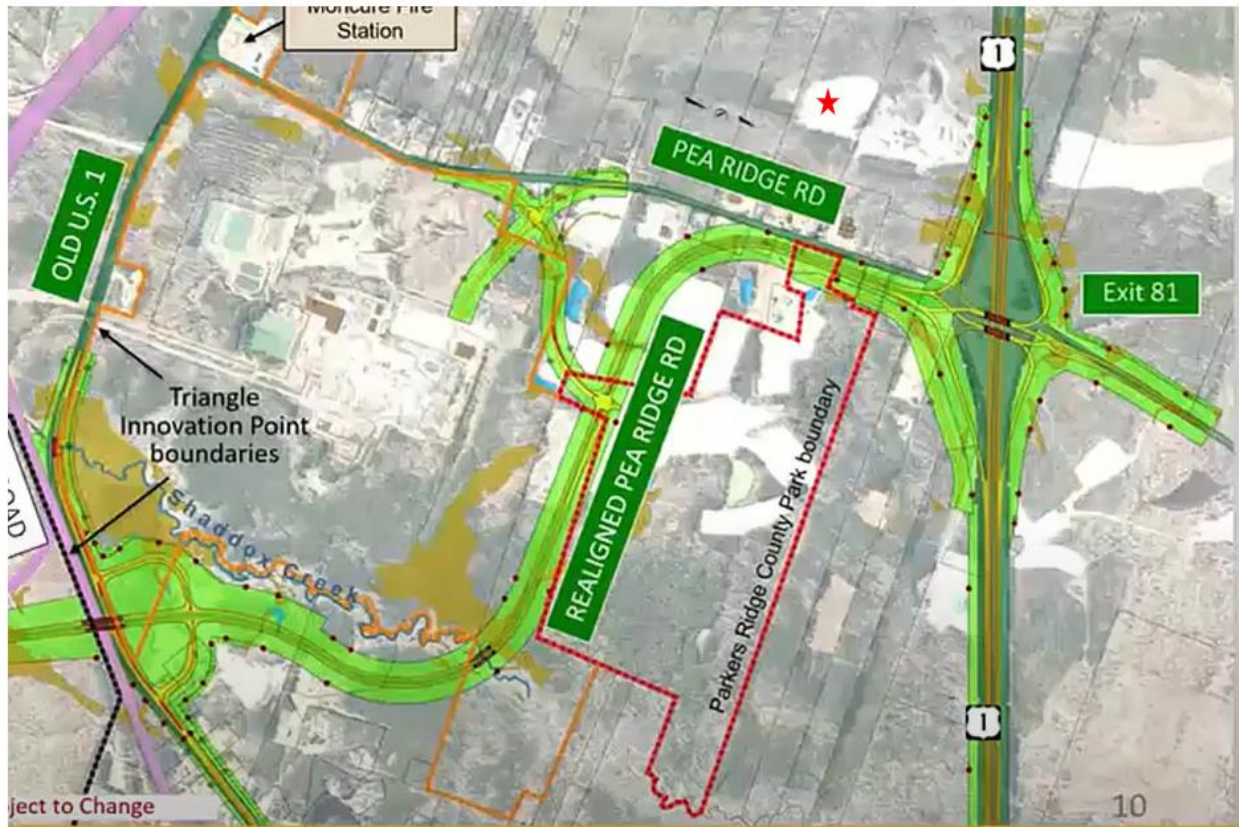 Moncure Fire
Station
1
PEA RIDGE RD
OLD U.S. 1
Exit 81
Triangle
Innovation Point
boundaries
REALIGNED PEA RIDGE RD
Parkers Ridge County Park boundary
Shaddox Creek
OAD
1
ject to Change
10